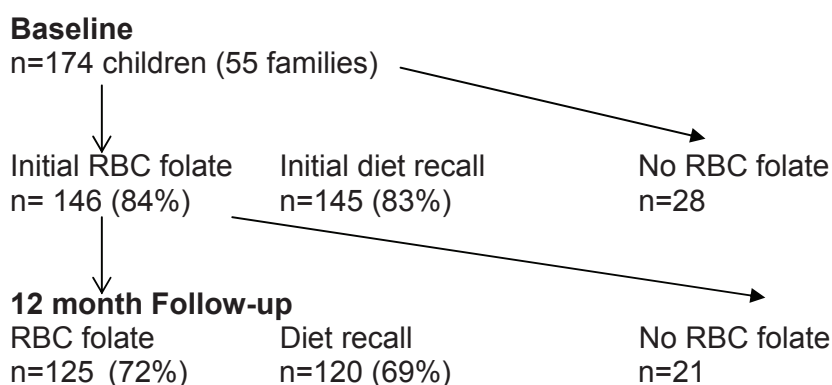 Baseline
n=174 children (55 families)
Initial RBC folate Initial diet recall No RBC folate
n= 146 (84%) n=145 (83%) n=28
12 month Follow-up
RBC folate Diet recall No RBC folate
n=125 (72%) n=120 (69%) n=21